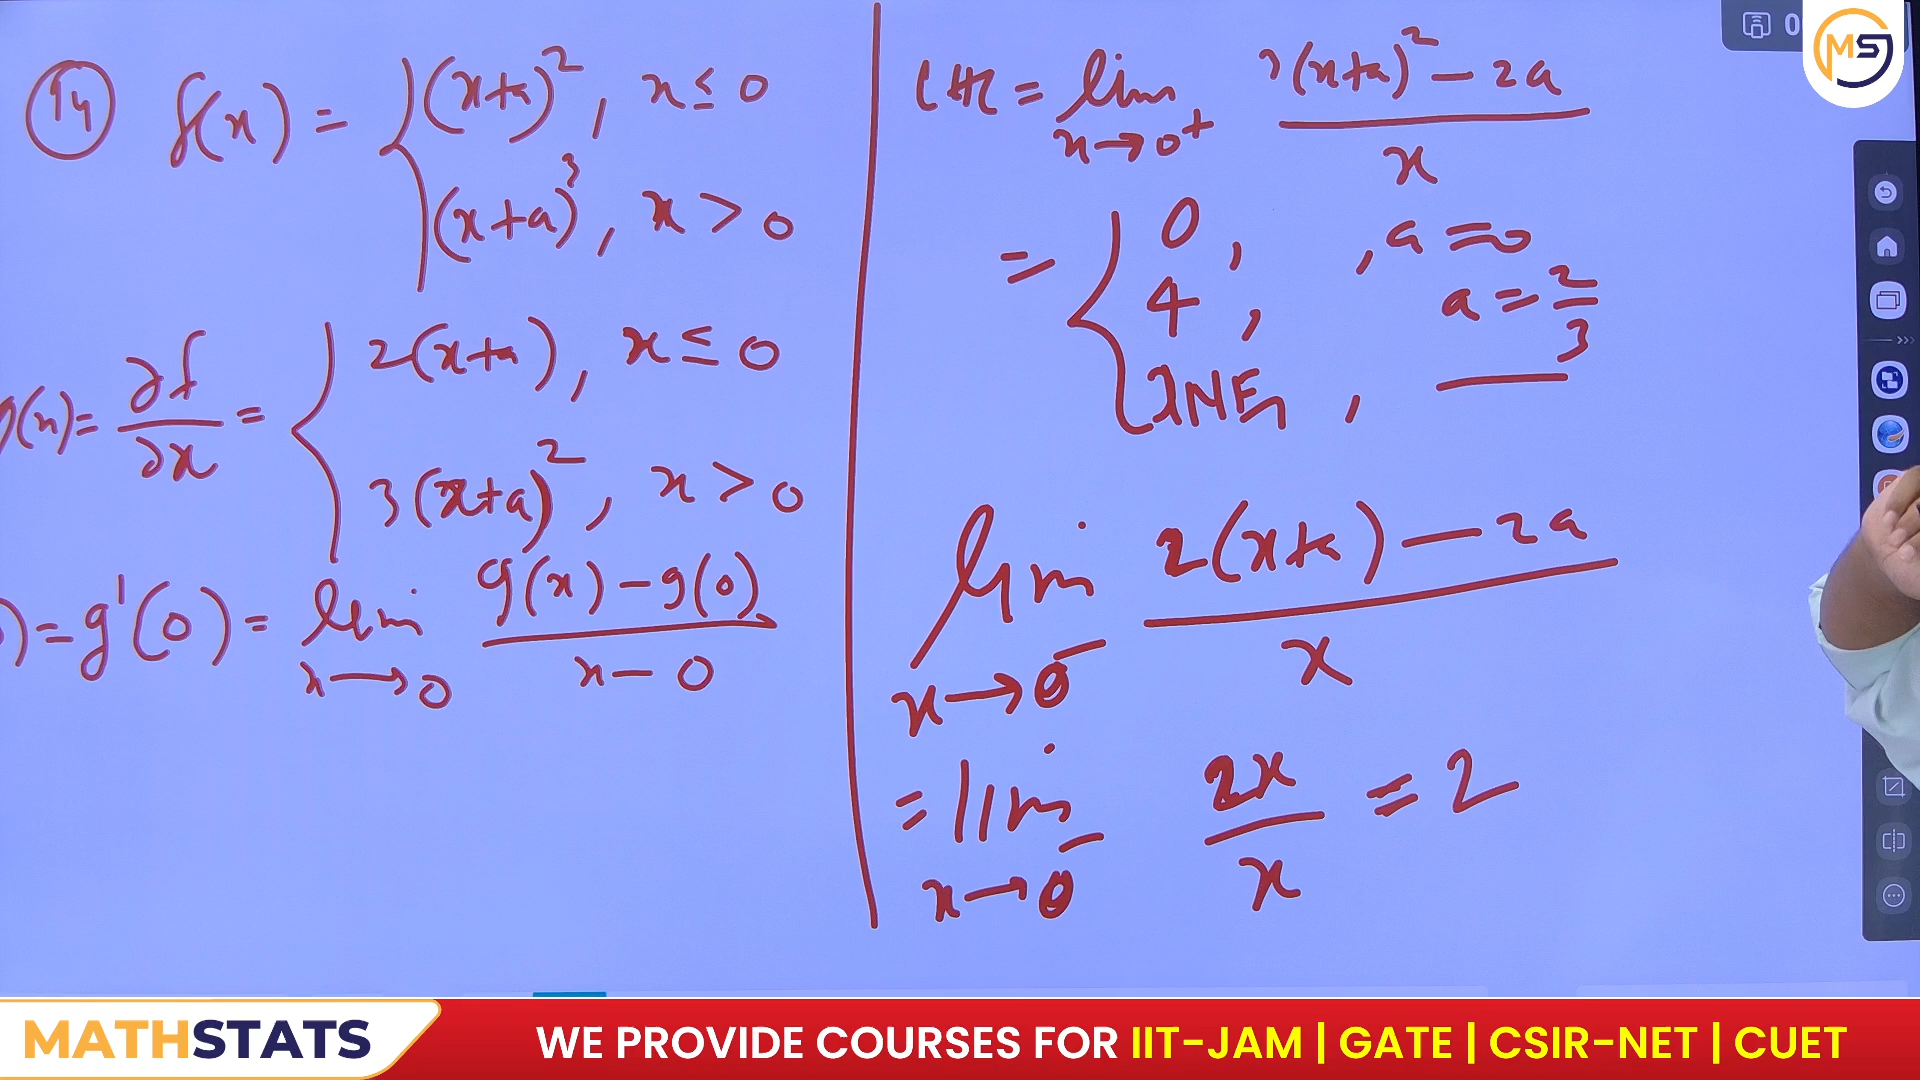 14 f(x) = { (x+a)², x ≤ 0
(x+a)³, x > 0
g(x) = ∂f/∂x = { 2(x+a), x ≤ 0
3(x+a)², x > 0
) = g'(0) = lim x→0 g(x) − g(0) / x − 0
= lim x→0⁺ 3(x+a)² − 2a / x
= { 0, , a = 0
4, a = 2/3
DNE,
lim x→0⁻ 2(x+a) − 2a / x
= lim x→0⁻ 2x / x = 2
MS
MATHSTATS
WE PROVIDE COURSES FOR IIT-JAM | GATE | CSIR-NET | CUET